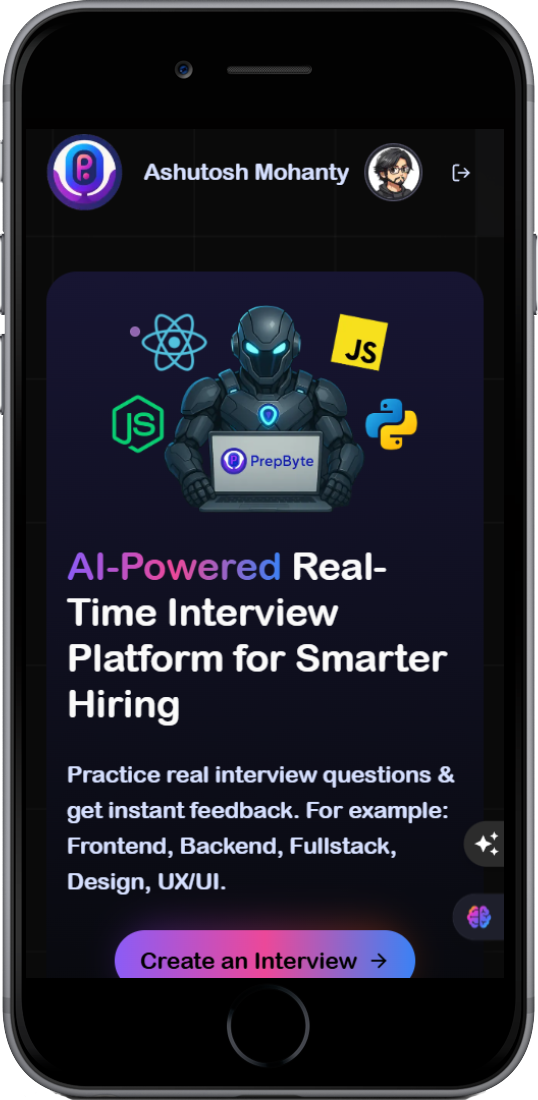 Ashutosh Mohanty
JS
JS
PrepByte
AI-Powered Real-
Time Interview
Platform for Smarter
Hiring
Practice real interview questions &
get instant feedback. For example:
Frontend, Backend, Fullstack,
Design, UX/UI.
Create an Interview →